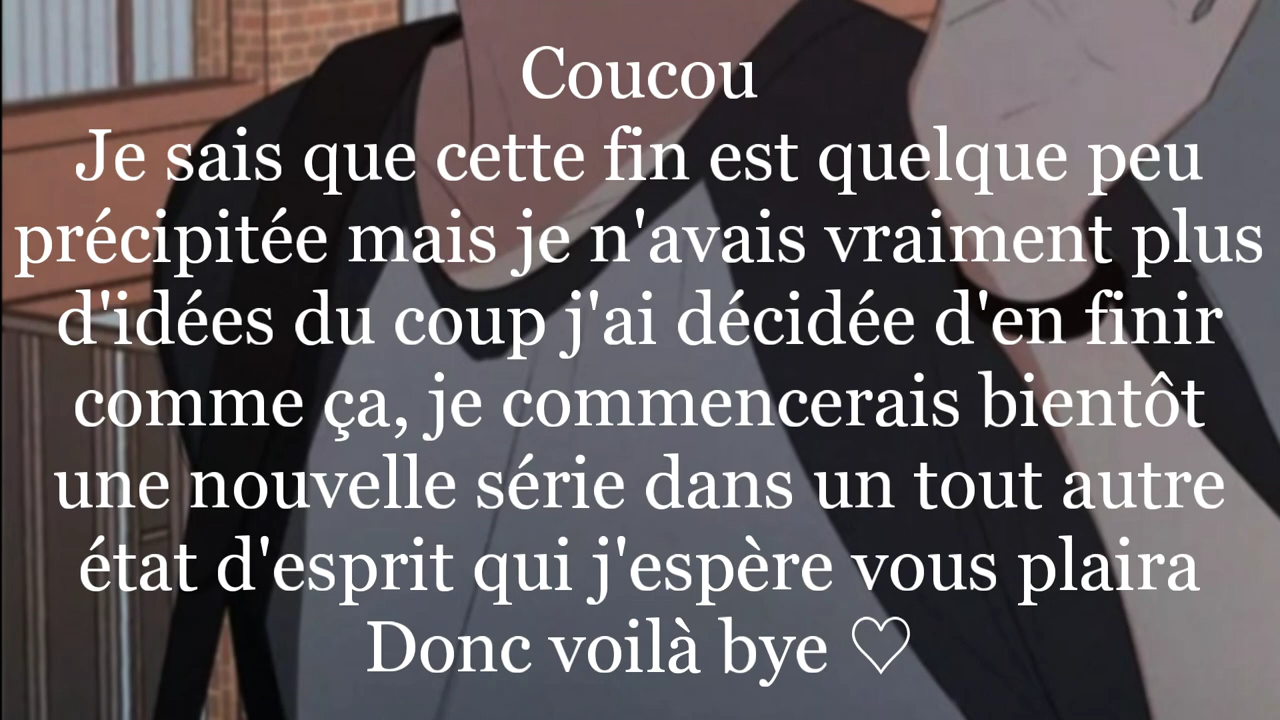 Coucou
Je sais que cette fin est quelque peu
précipitée mais je n'avais vraiment plus
d'idées du coup j'ai décidée d'en finir
comme ça, je commencerais bientôt
une nouvelle série dans un tout autre
état d'esprit qui j'espère vous plaira
Donc voilà bye ♡